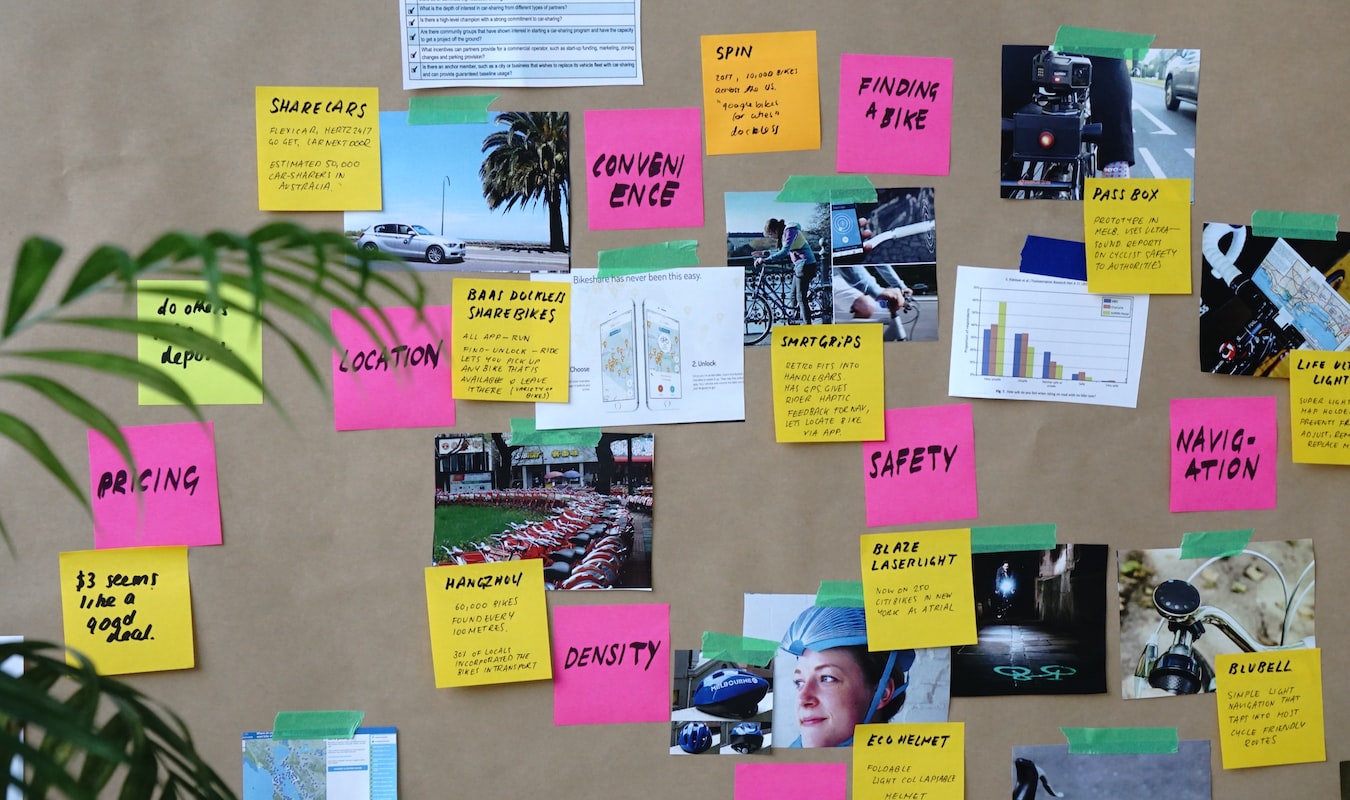 What is the depth of interest in car-sharing from different types of partners?
Is there a high-level champion with a strong commitment to car-sharing?
Are there community groups that have shown interest in starting a car-sharing program and have the capacity
to get a project off the ground?
What incentives can partners provide for a commercial operator, such as start-up funding, marketing, zoning
changes and parking provision?
Is there an anchor member, such as a city or business that wishes to replace its vehicle fleet with car-sharing
and can provide guaranteed baseline usage?
SHARECARS
FLEXICAR, HERTZ 24/7
GO GET, CAR NEXT DOOR
ESTIMATED 50,000
CAR-SHARERS IN
AUSTRALIA.
CONVENI
ENCE
SPIN
2017, 10,000 BIKES
across the US.
dockless
FINDING
A BIKE
PASS BOX
PROTOTYPE IN
MELB. USES ULTRA-
SOUND REPORTS
ON CYCLIST SAFETY
TO AUTHORITIES
do others
LOCATION
BAAS DOCKLESS
SHAREBIKES
ALL APP-RUN
FIND-UNLOCK-RIDE
LETS YOU PICK UP
ANY BIKE THAT IS
AVAILABLE & LEAVE
IT THERE (VARIETY OF
BIKES)
Bikeshare has never been this easy.
Choose
2. Unlock
SMRTGRIPS
RETRO FITS INTO
HANDLEBARS
HAS GPS. GIVES
RIDER HAPTIC
FEEDBACK FOR NAV,
LETS LOCATE BIKE
VIA APP.
LIFE
LIGHT
SUPER LIGHT
MAP HOLDE
PREVENT
ADJUST,
REPLACE
PRICING
SAFETY
NAVIG-
ATION
$3 seems
like a
good
deal.
HANGZHOU
60,000 BIKES
FOUND EVERY
100 METRES.
30% OF LOCALS
INCORPORATED THE
BIKES IN TRANSPORT
DENSITY
BLAZE
LASERLIGHT
NOW ON 250
CITIBIKES IN NEW
YORK AS A TRIAL
MELBOURNE
BLUBELL
SIMPLE LIGHT
NAVIGATION THAT
TAPS INTO MOST
CYCLE FRIENDLY
ROUTES
ECO HELMET
FOLDABLE
LIGHT COLLAPSABLE
HELMET